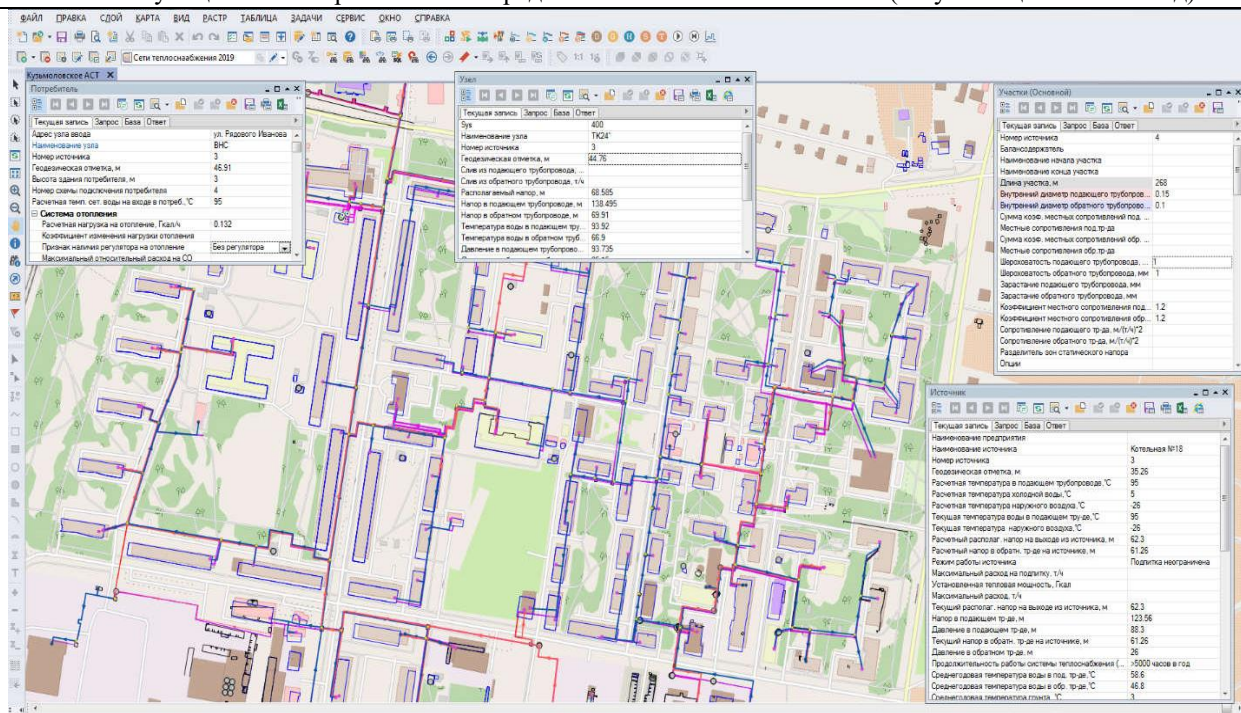 ФАЙЛ ПРАВКА СЛОЙ КАРТА ВИД РАСТР ТАБЛИЦА ЗАДАЧИ СЕРВИС ОКНО СПРАВКА
Сети теплоснабжения 2019
1:1
Кузьмоловское АСТ
Потребитель
Текущая запись Запрос База Ответ
Адрес узла ввода ул. Рядового Иванова
Наименование узла ВНС
Номер источника 3
Геодезическая отметка, м 46.91
Высота здания потребителя, м 3
Номер схемы подключения потребителя 4
Расчетная темп. сет. воды на входе в потреб.,°C 95
Система отопления
Расчетная нагрузка на отопление, Гкал/ч 0.132
Коэффициент изменения нагрузки отопления
Признак наличия регулятора на отопление Без регулятора
Максимальный относительный расход на СО
Узел
Текущая запись Запрос База Ответ
Sys 400
Наименование узла ТК24'
Номер источника 3
Геодезическая отметка, м 44.76
Слив из подающего трубопровода, ...
Слив из обратного трубопровода, т/ч
Располагаемый напор, м 68.585
Напор в подающем трубопроводе, м 138.495
Напор в обратном трубопроводе, м 69.91
Температура воды в подающем тру... 93.92
Температура воды в обратном труб... 66.9
Давление в подающем трубопрово... 93.735
Участки (Основной)
Текущая запись Запрос База Ответ
Номер источника 4
Балансодержатель
Наименование начала участка
Наименование конца участка
Длина участка, м 268
Внутренний диаметр подающего трубопрово... 0.15
Внутренний диаметр обратного трубопрово... 0.1
Сумма коэф. местных сопротивлений под. ...
Местные сопротивления под.тр-да
Сумма коэф. местных сопротивлений обр. ...
Местные сопротивления обр.тр-да
Шероховатость подающего трубопровода, ... 1
Шероховатость обратного трубопровода, мм 1
Зарастание подающего трубопровода, мм
Зарастание обратного трубопровода, мм
Коэффициент местного сопротивления под... 1.2
Коэффициент местного сопротивления обр... 1.2
Сопротивление подающего тр-да, м/(т/ч)^2
Сопротивление обратного тр-да, м/(т/ч)^2
Разделитель зон статического напора
Опции
Источник
Текущая запись Запрос База Ответ
Наименование предприятия
Наименование источника Котельная №18
Номер источника 3
Геодезическая отметка, м 35.26
Расчетная температура в подающем трубопроводе,°C 95
Расчетная температура холодной воды,°C 5
Расчетная температура наружного воздуха,°C -26
Текущая температура воды в подающем тру-де,°C 95
Текущая температура наружного воздуха,°C -26
Расчетный располаг. напор на выходе из источника, м 62.3
Расчетный напор в обратн. тр-де на источнике, м 61.26
Режим работы источника Подпитка неограничена
Максимальный расход на подпитку, т/ч
Установленная тепловая мощность, Гкал
Максимальный расход, т/ч
Текущий располаг. напор на выходе из источника, м 62.3
Напор в подающем тр-де, м 123.56
Давление в подающем тр-де, м 88.3
Текущий напор в обратн. тр-де на источнике, м 61.26
Давление в обратном тр-де, м 26
Продолжительность работы системы теплоснабжения (... >5000 часов в год
Среднегодовая температура воды в под. тр-де,°C 58.6
Среднегодовая температура воды в обр. тр-де,°C 46.8
Среднегодовая температура грунта, °C 3